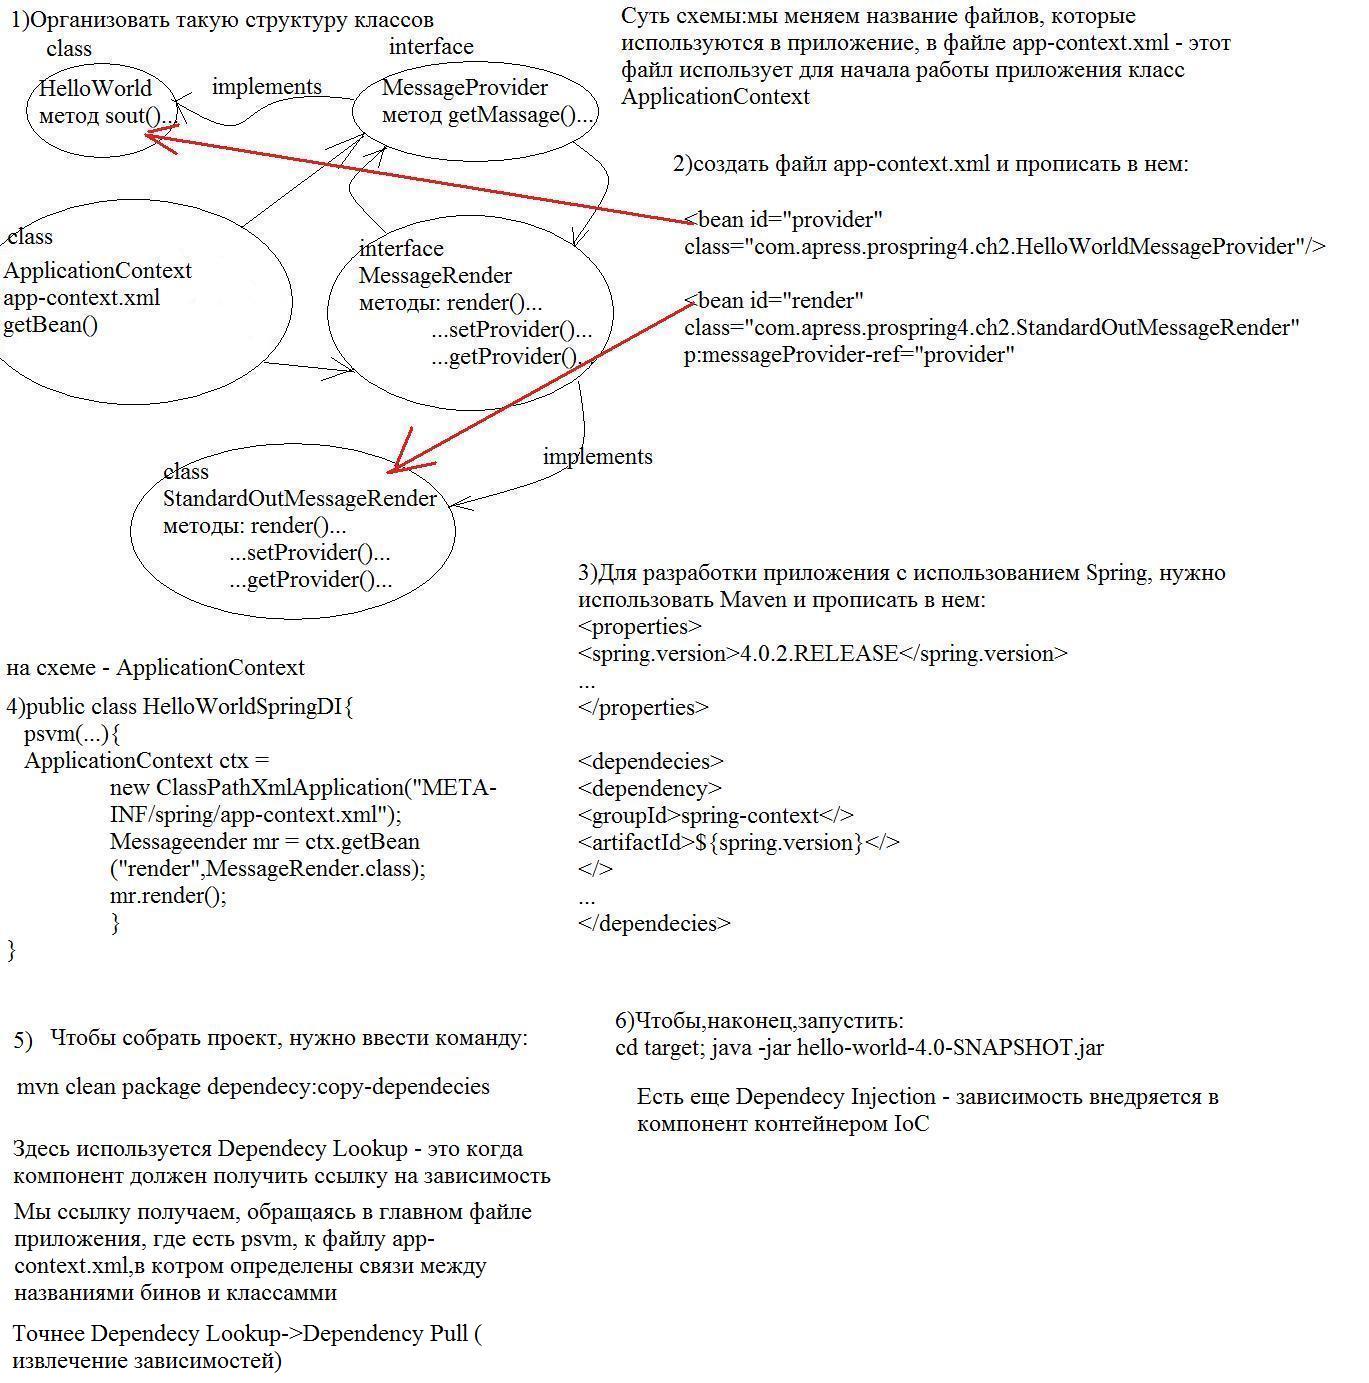 1)Организовать такую структуру классов
class
interface
HelloWorld
метод sout()...
implements
MessageProvider
метод getMassage()...
class
ApplicationContext
app-context.xml
getBean()
interface
MessageRender
методы: render()...
...setProvider()...
...getProvider()...
implements
class
StandardOutMessageRender
методы: render()...
...setProvider()...
...getProvider()...
Суть схемы:мы меняем название файлов, которые
используются в приложение, в файле app-context.xml - этот
файл использует для начала работы приложения класс
ApplicationContext
2)создать файл app-context.xml и прописать в нем:
<bean id="provider"
class="com.apress.prospring4.ch2.HelloWorldMessageProvider"/>
<bean id="render"
class="com.apress.prospring4.ch2.StandardOutMessageRender"
p:messageProvider-ref="provider"
3)Для разработки приложения с использованием Spring, нужно
использовать Maven и прописать в нем:
<properties>
<spring.version>4.0.2.RELEASE</spring.version>
...
</properties>
<dependecies>
<dependency>
<groupId>spring-context</>
<artifactId>${spring.version}</>
</>
...
</dependecies>
на схеме - ApplicationContext
4)public class HelloWorldSpringDI{
psvm(...){
ApplicationContext ctx =
new ClassPathXmlApplication("META-
INF/spring/app-context.xml");
Messageender mr = ctx.getBean
("render",MessageRender.class);
mr.render();
}
}
5) Чтобы собрать проект, нужно ввести команду:
mvn clean package dependecy:copy-dependecies
Здесь используется Dependecy Lookup - это когда
компонент должен получить ссылку на зависимость
Мы ссылку получаем, обращаясь в главном файле
приложения, где есть psvm, к файлу app-
context.xml,в котром определены связи между
названиями бинов и классамми
Точнее Dependecy Lookup->Dependency Pull (
извлечение зависимостей)
6)Чтобы,наконец,запустить:
cd target; java -jar hello-world-4.0-SNAPSHOT.jar
Есть еще Dependecy Injection - зависимость внедряется в
компонент контейнером IoC